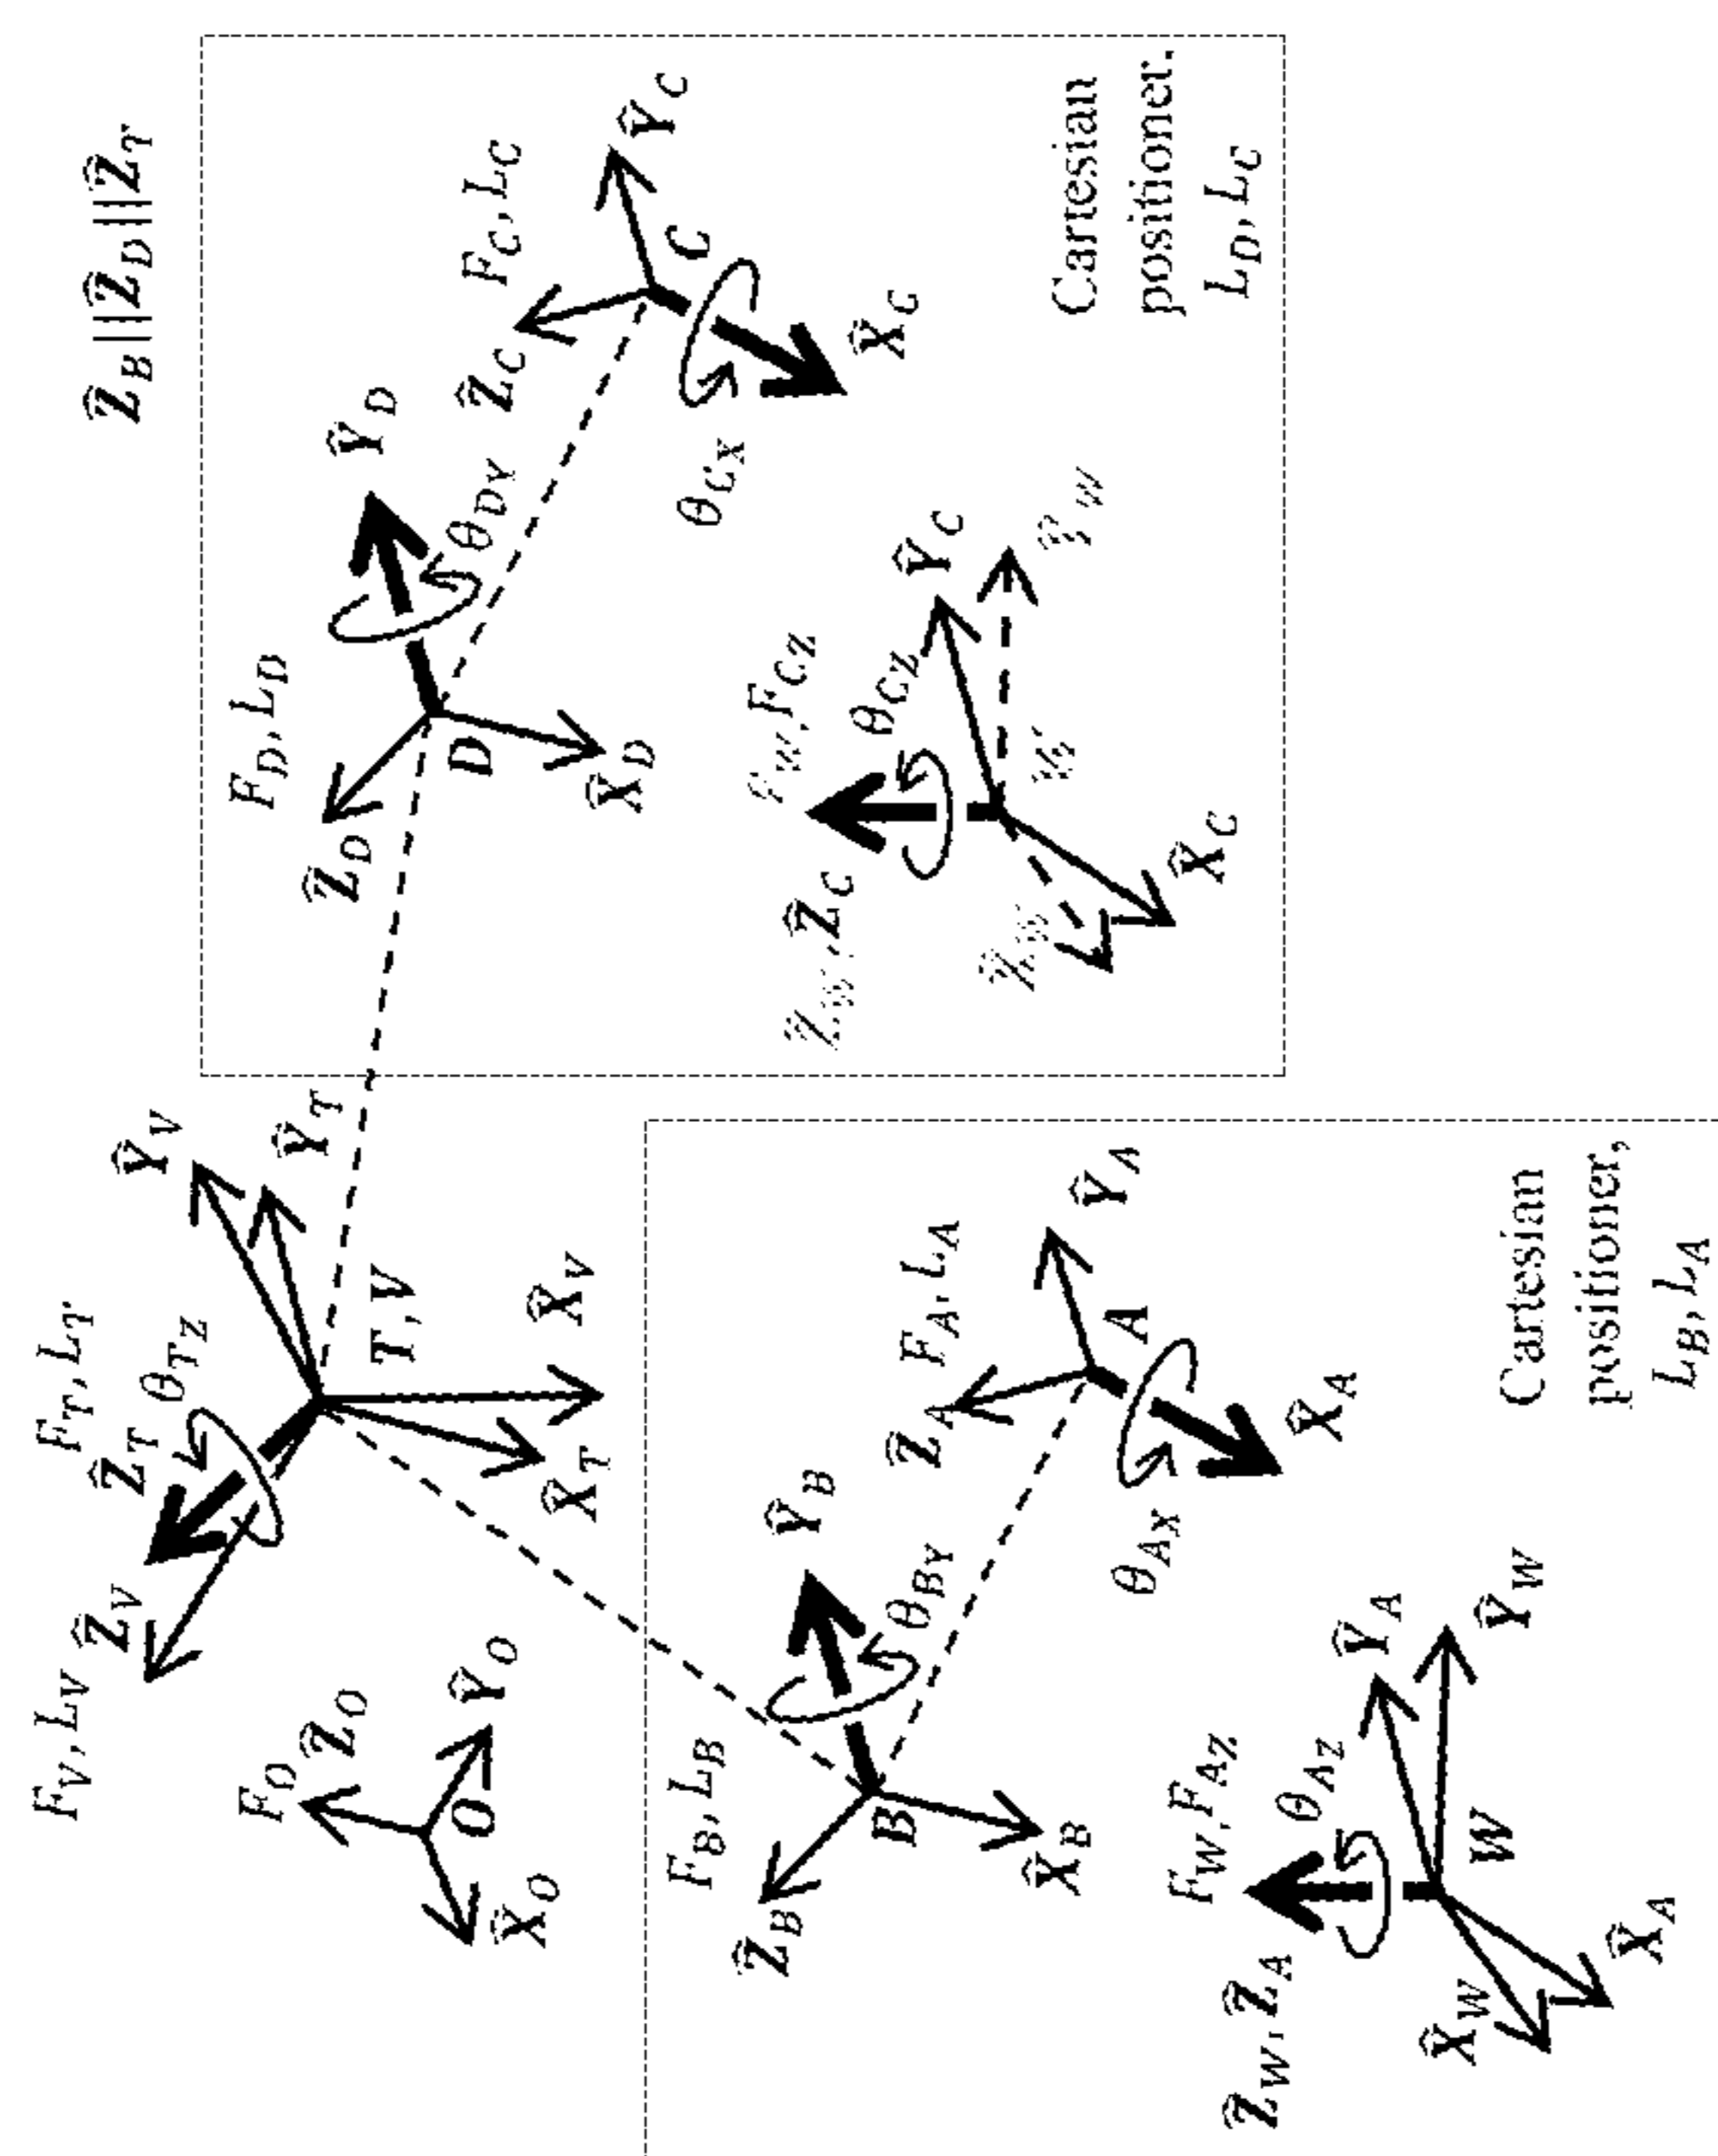 Ẑ_B||Ẑ_D||Ẑ_T
F_V, L_V
Ẑ_V
F_T, L_T
Ẑ_T
θ_TZ
Ŷ_V
Ŷ_T
T, V
X̂_V
X̂_T
F_O
Ẑ_O
Ŷ_O
O
X̂_O
F_D, L_D
Ẑ_D
Ŷ_D
θ_DY
D
X̂_D
F_C, L_C
Ẑ_C
Ŷ_C
C
X̂_C
θ_CX
F_W, F_CZ
Ẑ_W, Ẑ_C
θ_CZ
Ŷ_C
Ŷ_W
W
X̂_W
X̂_C
Cartesian
positioner.
L_D, L_C
F_B, L_B
Ẑ_B
Ŷ_B
θ_BY
B
X̂_B
F_A, L_A
Ẑ_A
Ŷ_A
A
X̂_A
θ_AX
F_W, F_AZ
Ẑ_W, Ẑ_A
θ_AZ
Ŷ_A
Ŷ_W
W
X̂_W
X̂_A
Cartesian
positioner,
L_B, L_A